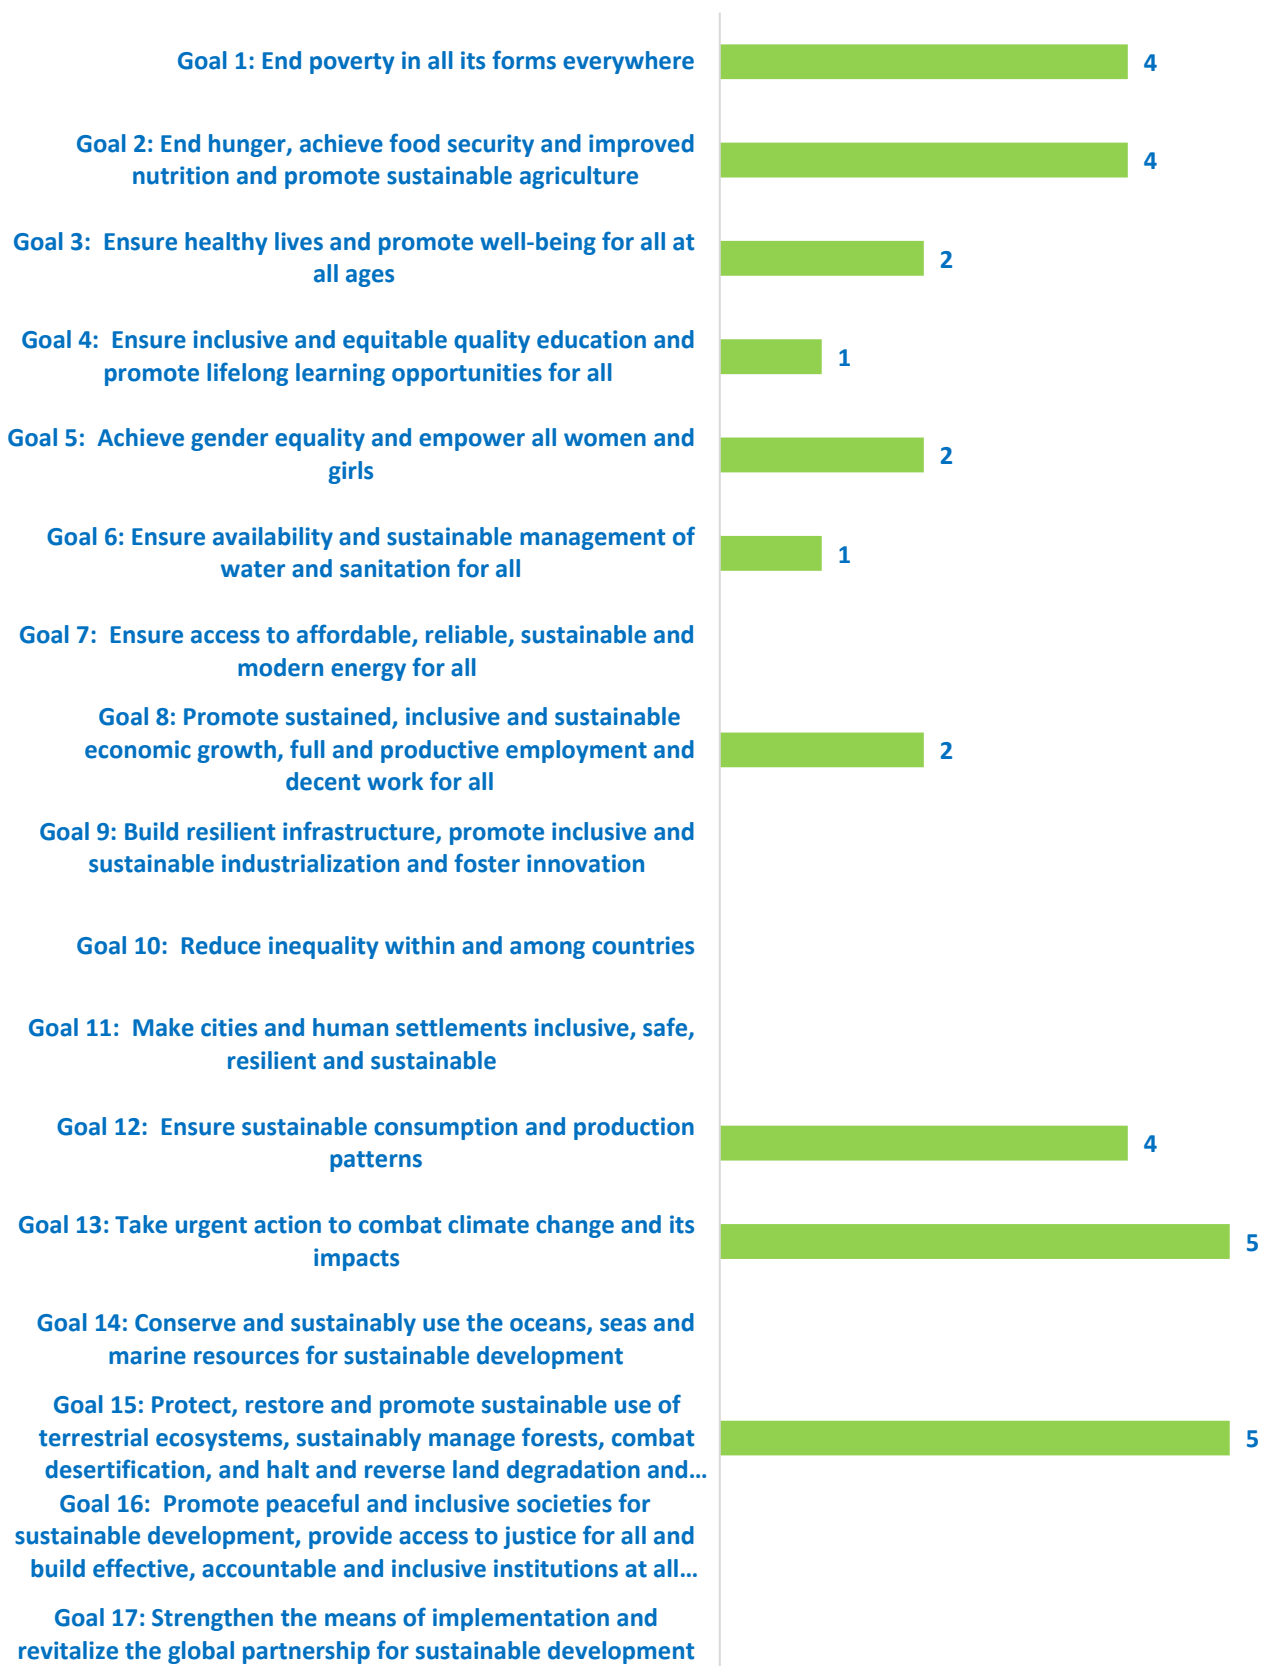 Goal 1: End poverty in all its forms everywhere
4
Goal 2: End hunger, achieve food security and improved
nutrition and promote sustainable agriculture
4
Goal 3:  Ensure healthy lives and promote well-being for all at
all ages
2
Goal 4:  Ensure inclusive and equitable quality education and
promote lifelong learning opportunities for all
1
Goal 5:  Achieve gender equality and empower all women and
girls
2
Goal 6: Ensure availability and sustainable management of
water and sanitation for all
1
Goal 7:  Ensure access to affordable, reliable, sustainable and
modern energy for all
Goal 8: Promote sustained, inclusive and sustainable
economic growth, full and productive employment and
decent work for all
2
Goal 9: Build resilient infrastructure, promote inclusive and
sustainable industrialization and foster innovation
Goal 10:  Reduce inequality within and among countries
Goal 11:  Make cities and human settlements inclusive, safe,
resilient and sustainable
Goal 12:  Ensure sustainable consumption and production
patterns
4
Goal 13: Take urgent action to combat climate change and its
impacts
5
Goal 14: Conserve and sustainably use the oceans, seas and
marine resources for sustainable development
Goal 15: Protect, restore and promote sustainable use of
terrestrial ecosystems, sustainably manage forests, combat
desertification, and halt and reverse land degradation and…
5
Goal 16:  Promote peaceful and inclusive societies for
sustainable development, provide access to justice for all and
build effective, accountable and inclusive institutions at all…
Goal 17: Strengthen the means of implementation and
revitalize the global partnership for sustainable development